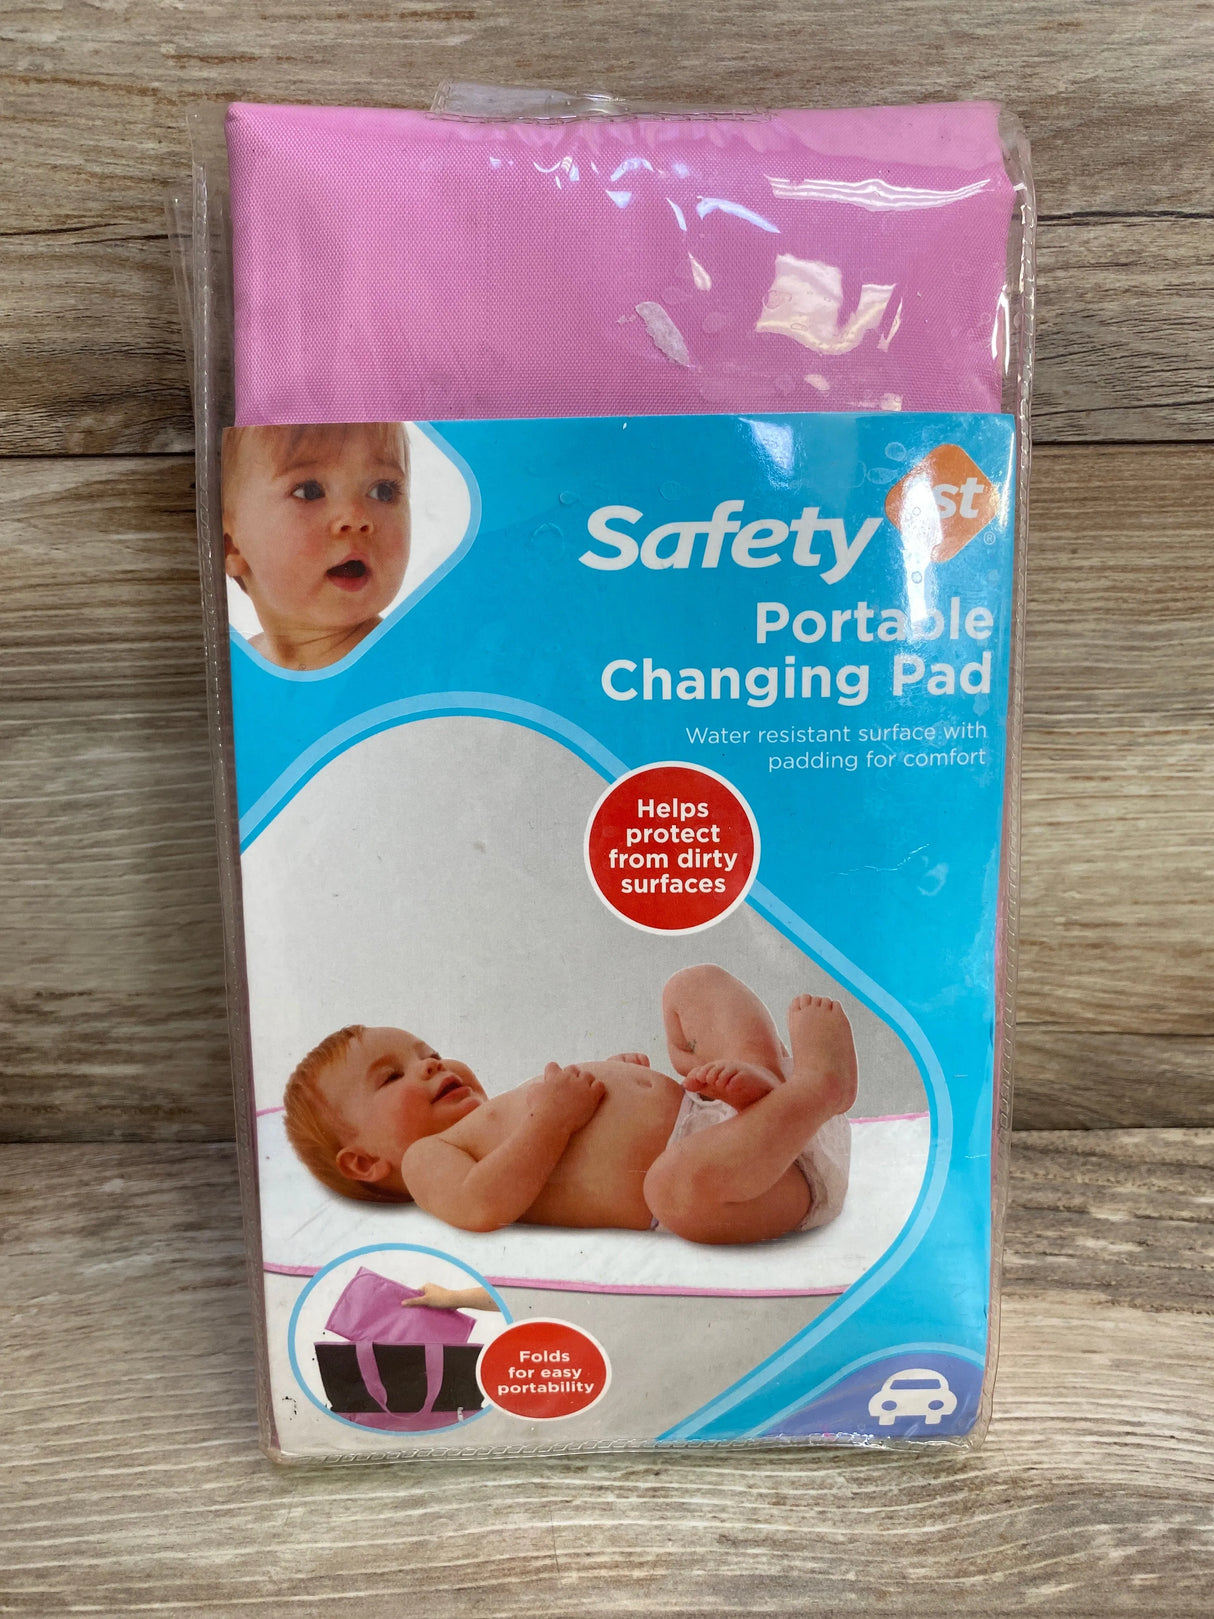 Safety 1st
®
Portable
Changing Pad
Water resistant surface with
padding for comfort
Helps
protect
from dirty
surfaces
Folds
for easy
portability